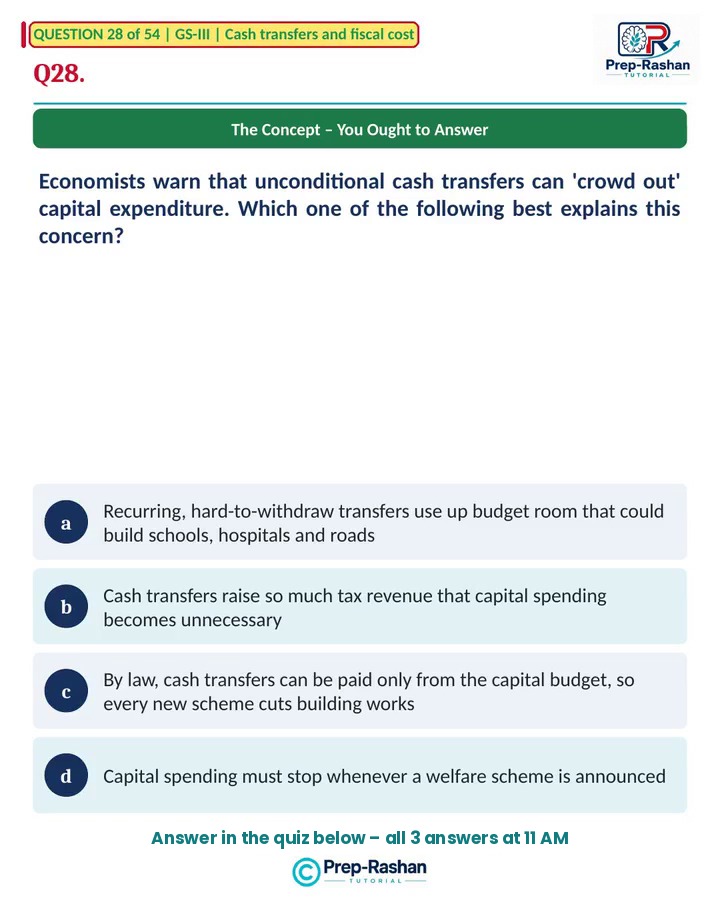 QUESTION 28 of 54 | GS-III | Cash transfers and fiscal cost
Prep-Rashan
TUTORIAL
Q28.
The Concept – You Ought to Answer
Economists warn that unconditional cash transfers can 'crowd out'
capital expenditure. Which one of the following best explains this
concern?
a
Recurring, hard-to-withdraw transfers use up budget room that could
build schools, hospitals and roads
b
Cash transfers raise so much tax revenue that capital spending
becomes unnecessary
c
By law, cash transfers can be paid only from the capital budget, so
every new scheme cuts building works
d
Capital spending must stop whenever a welfare scheme is announced
Answer in the quiz below – all 3 answers at 11 AM
© Prep-Rashan
TUTORIAL